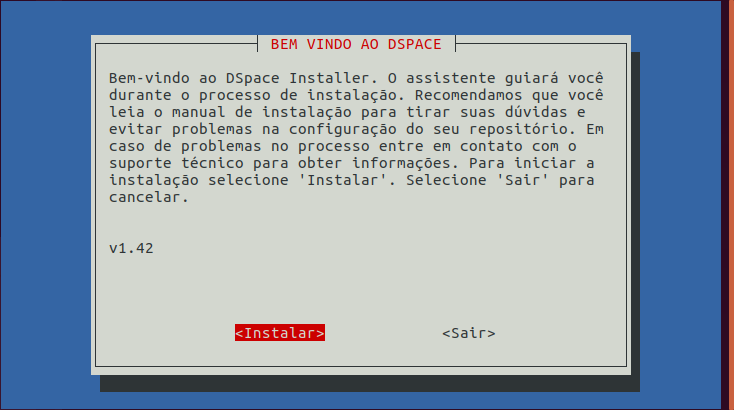 BEM VINDO AO DSPACE
Bem-vindo ao DSpace Installer. O assistente guiará você
durante o processo de instalação. Recomendamos que você
leia o manual de instalação para tirar suas dúvidas e
evitar problemas na configuração do seu repositório. Em
caso de problemas no processo entre em contato com o
suporte técnico para obter informações. Para iniciar a
instalação selecione 'Instalar'. Selecione 'Sair' para
cancelar.
v1.42
<Instalar> <Sair>